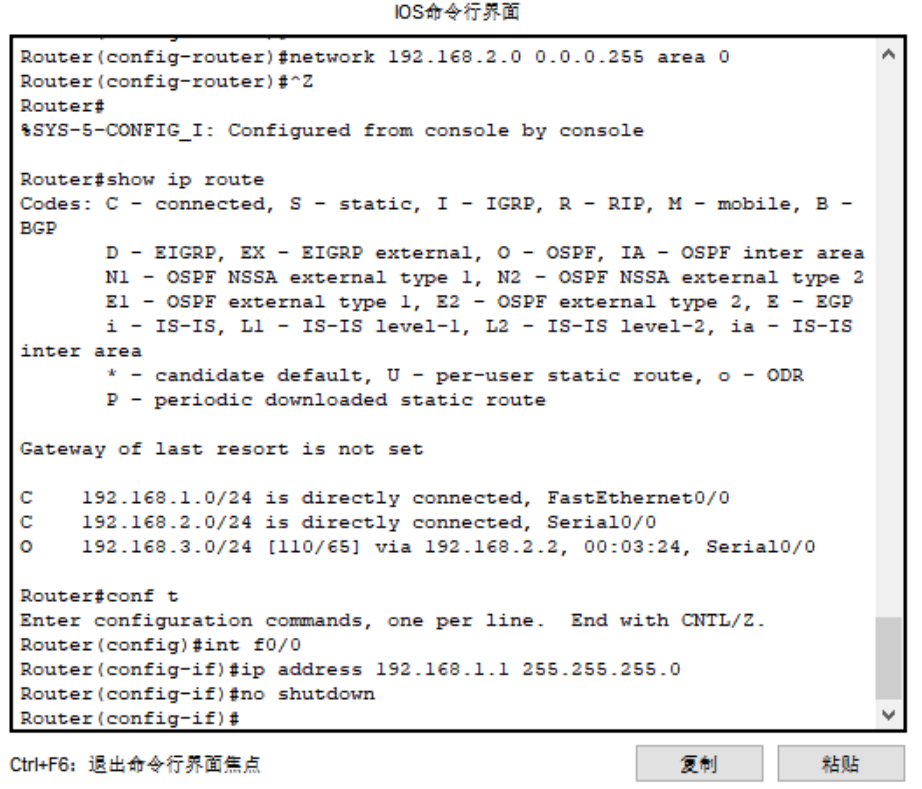 IOS命令行界面
Router(config-router)#network 192.168.2.0 0.0.0.255 area 0
Router(config-router)#^Z
Router#
%SYS-5-CONFIG_I: Configured from console by console
Router#show ip route
Codes: C - connected, S - static, I - IGRP, R - RIP, M - mobile, B -
BGP
D - EIGRP, EX - EIGRP external, O - OSPF, IA - OSPF inter area
N1 - OSPF NSSA external type 1, N2 - OSPF NSSA external type 2
E1 - OSPF external type 1, E2 - OSPF external type 2, E - EGP
i - IS-IS, L1 - IS-IS level-1, L2 - IS-IS level-2, ia - IS-IS
inter area
* - candidate default, U - per-user static route, o - ODR
P - periodic downloaded static route
Gateway of last resort is not set
C 192.168.1.0/24 is directly connected, FastEthernet0/0
C 192.168.2.0/24 is directly connected, Serial0/0
O 192.168.3.0/24 [110/65] via 192.168.2.2, 00:03:24, Serial0/0
Router#conf t
Enter configuration commands, one per line. End with CNTL/Z.
Router(config)#int f0/0
Router(config-if)#ip address 192.168.1.1 255.255.255.0
Router(config-if)#no shutdown
Router(config-if)#
Ctrl+F6: 退出命令行界面焦点
复制
粘贴